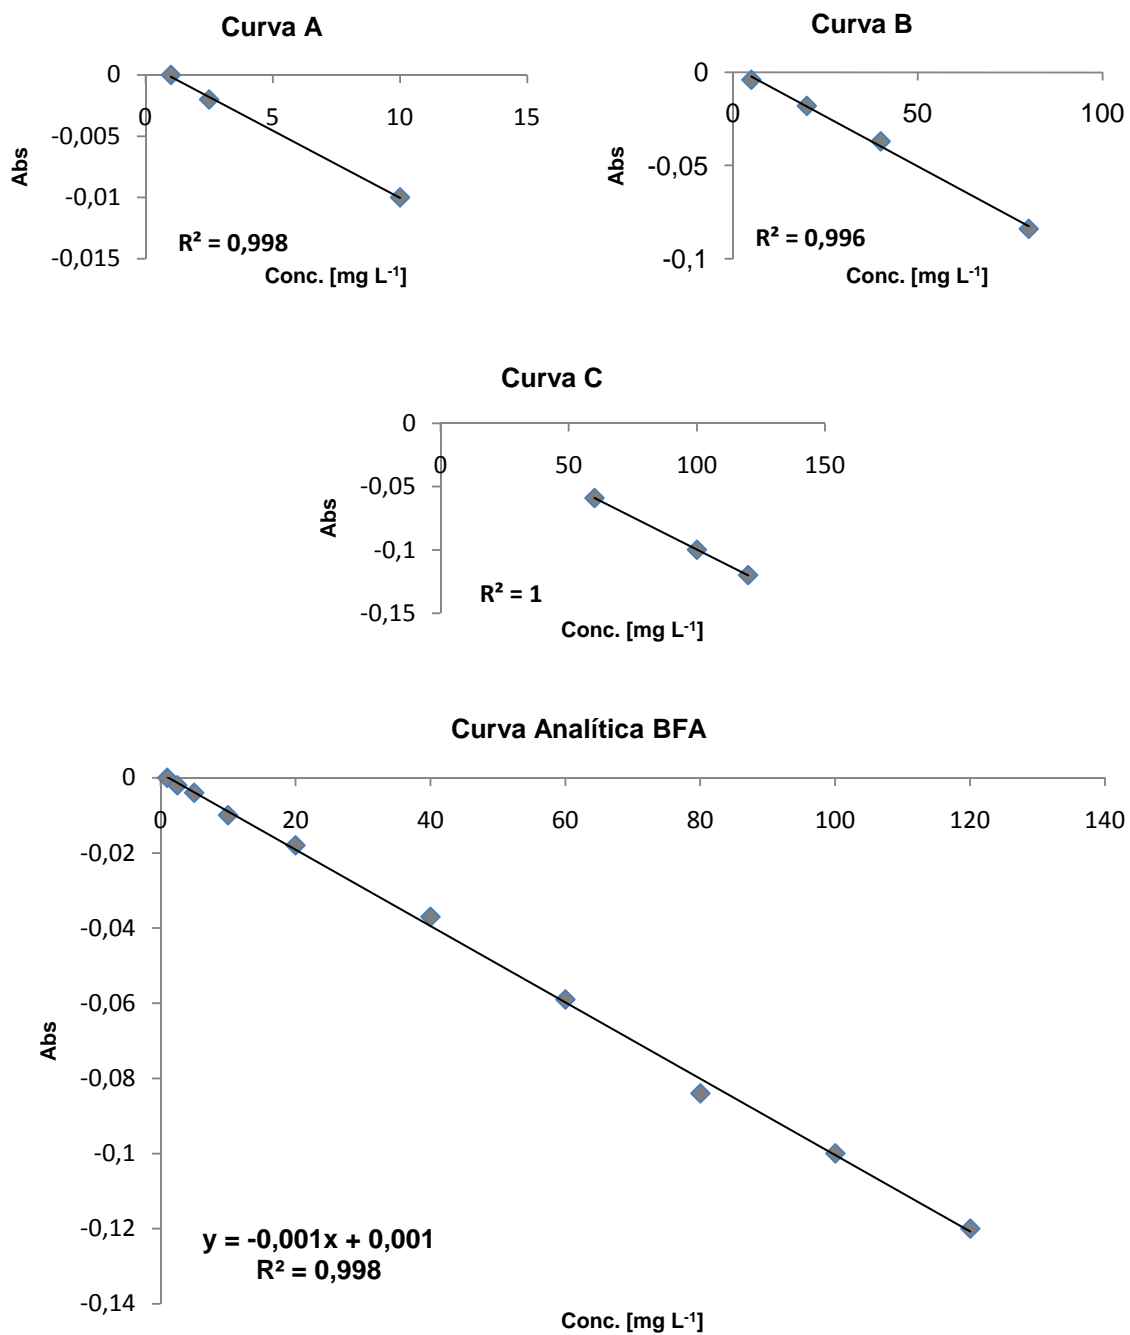 Curva A
0
0
5
10
15
-0,005
-0,01
-0,015
Abs
R² = 0,998
Conc. [mg L-1]
Curva B
0
0
50
100
-0,05
-0,1
Abs
R² = 0,996
Conc. [mg L-1]
Curva C
0
0
50
100
150
-0,05
-0,1
-0,15
Abs
R² = 1
Conc. [mg L-1]
Curva Analítica BFA
0
0
20
40
60
80
100
120
140
-0,02
-0,04
-0,06
-0,08
-0,1
-0,12
-0,14
Abs
y = -0,001x + 0,001
R² = 0,998
Conc. [mg L-1]